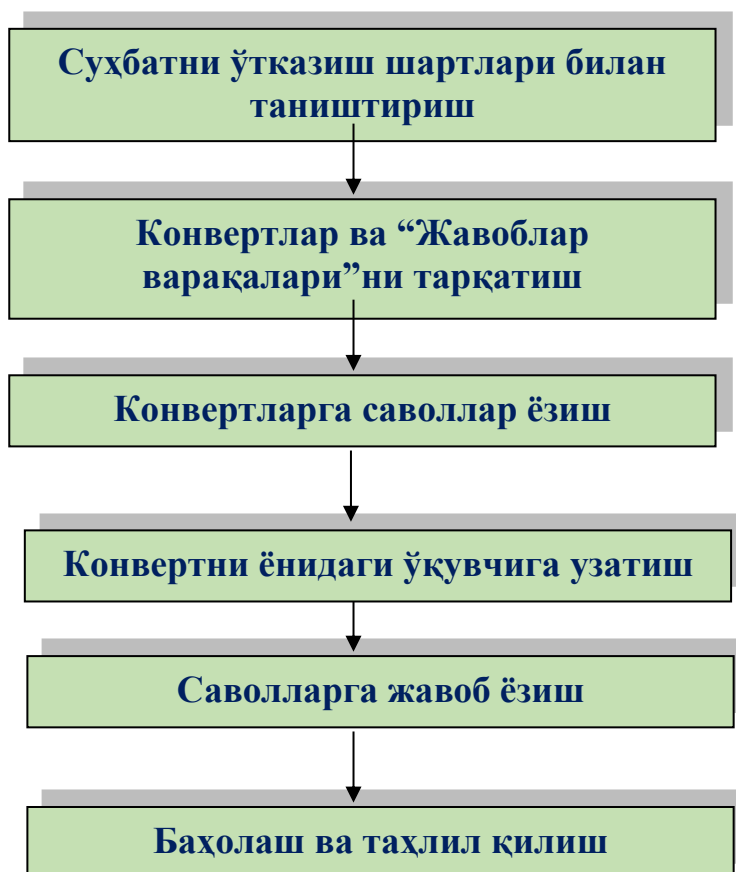 Суҳбатни ўтказиш шартлари билан
таништириш
Конвертлар ва “Жавоблар
варақалари”ни тарқатиш
Конвертларга саволлар ёзиш
Конвертни ёнидаги ўқувчига узатиш
Саволларга жавоб ёзиш
Баҳолаш ва таҳлил қилиш